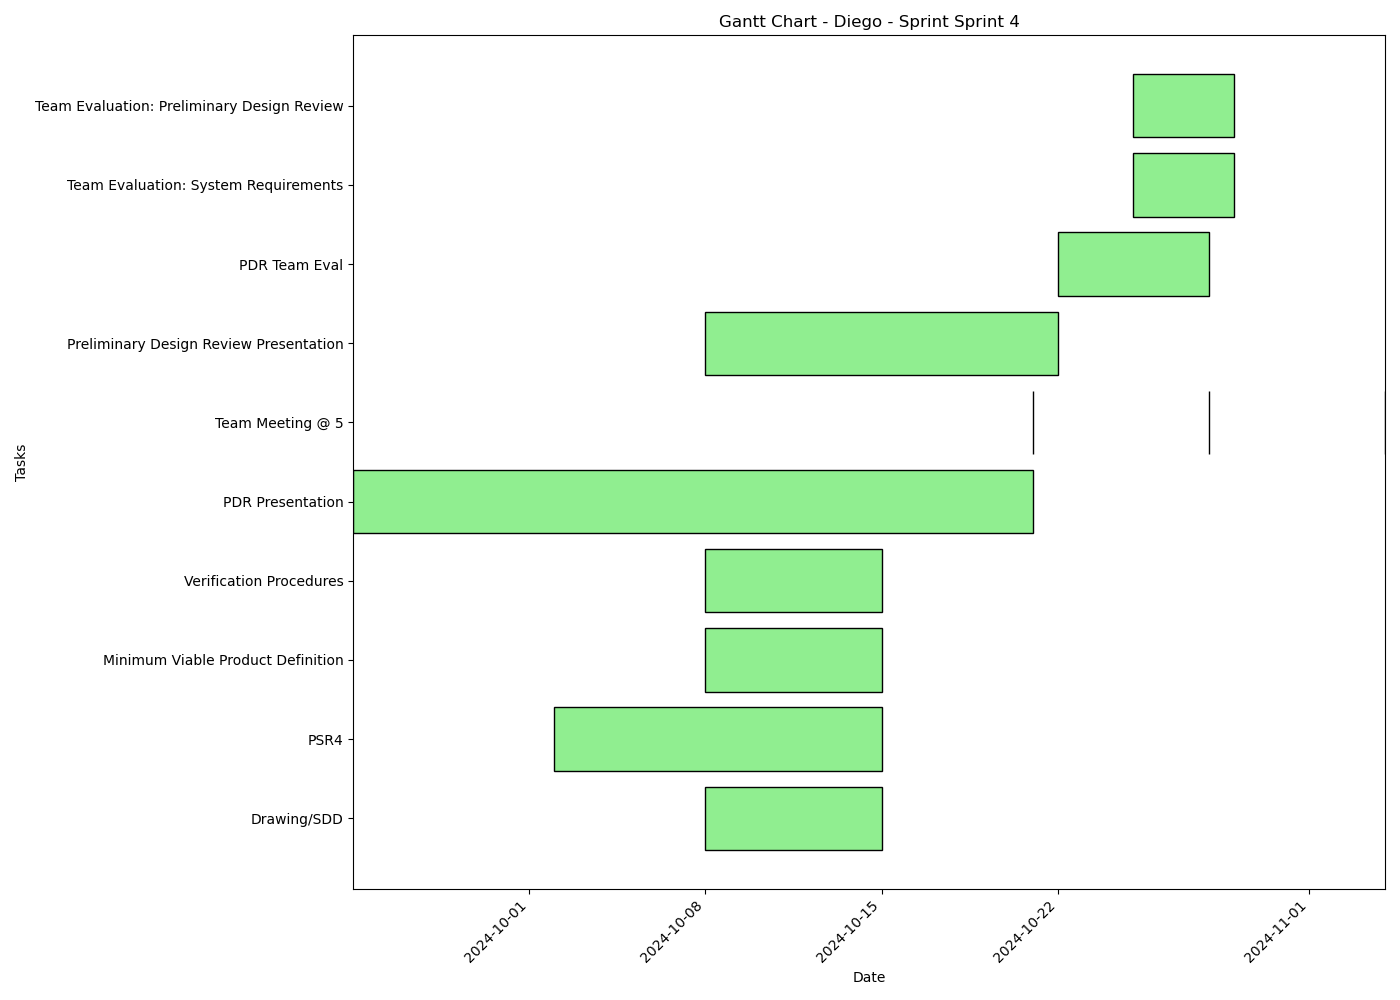 Gantt Chart - Diego - Sprint Sprint 4
Team Evaluation: Preliminary Design Review
Team Evaluation: System Requirements
PDR Team Eval
Preliminary Design Review Presentation
Team Meeting @ 5
PDR Presentation
Verification Procedures
Minimum Viable Product Definition
PSR4
Drawing/SDD
Tasks
2024-10-01
2024-10-08
2024-10-15
2024-10-22
2024-11-01
Date